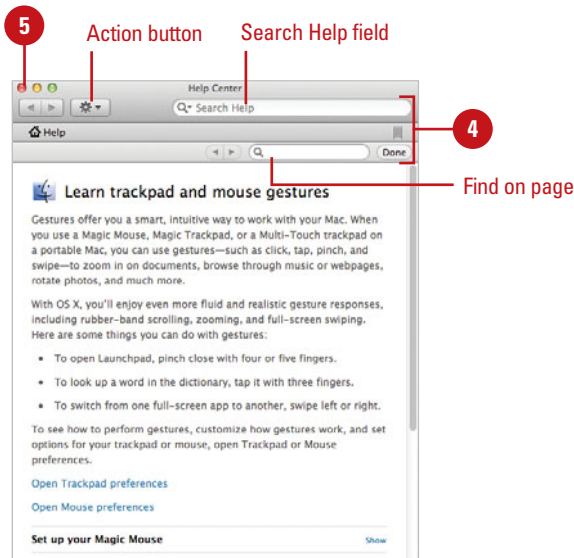 5
Action button
Search Help field
Help Center
Search Help
Help
4
Done
Find on page
Learn trackpad and mouse gestures
Gestures offer you a smart, intuitive way to work with your Mac. When
you use a Magic Mouse, Magic Trackpad, or a Multi-Touch trackpad on
a portable Mac, you can use gestures—such as click, tap, pinch, and
swipe—to zoom in on documents, browse through music or webpages,
rotate photos, and much more.
With OS X, you'll enjoy even more fluid and realistic gesture responses,
including rubber-band scrolling, zooming, and full-screen swiping.
Here are some things you can do with gestures:
• To open Launchpad, pinch close with four or five fingers.
• To look up a word in the dictionary, tap it with three fingers.
• To switch from one full-screen app to another, swipe left or right.
To see how to perform gestures, customize how gestures work, and set
options for your trackpad or mouse, open Trackpad or Mouse
preferences.
Open Trackpad preferences
Open Mouse preferences
Set up your Magic Mouse Show